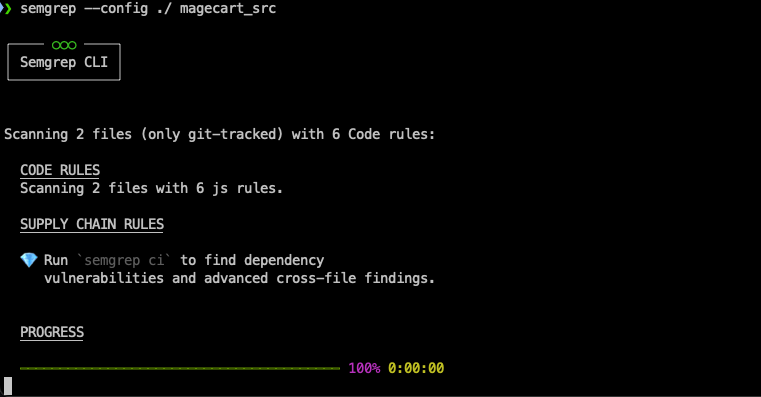 ❯ semgrep --config ./ magecart_src
○○○
Semgrep CLI
Scanning 2 files (only git-tracked) with 6 Code rules:
CODE RULES
Scanning 2 files with 6 js rules.
SUPPLY CHAIN RULES
💎 Run `semgrep ci` to find dependency
vulnerabilities and advanced cross-file findings.
PROGRESS
100% 0:00:00